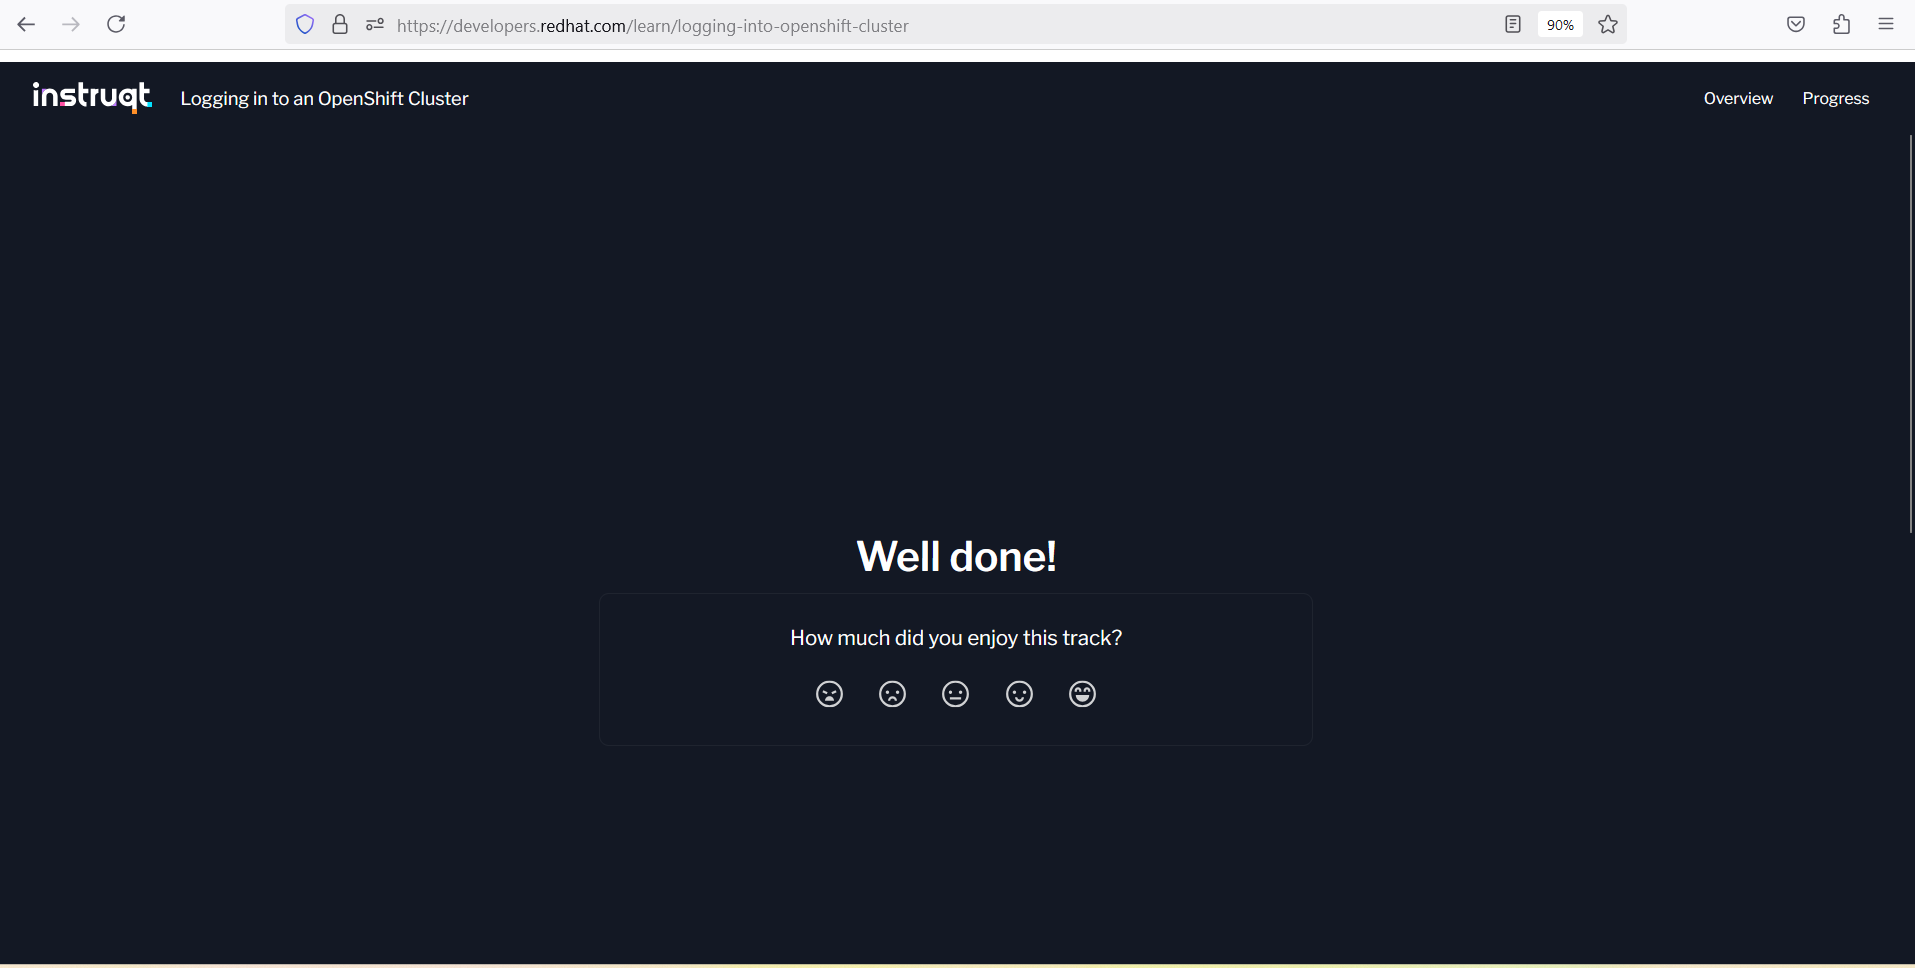 https://developers.redhat.com/learn/logging-into-openshift-cluster
90%
instruqt
Logging in to an OpenShift Cluster
Overview
Progress
Well done!
How much did you enjoy this track?